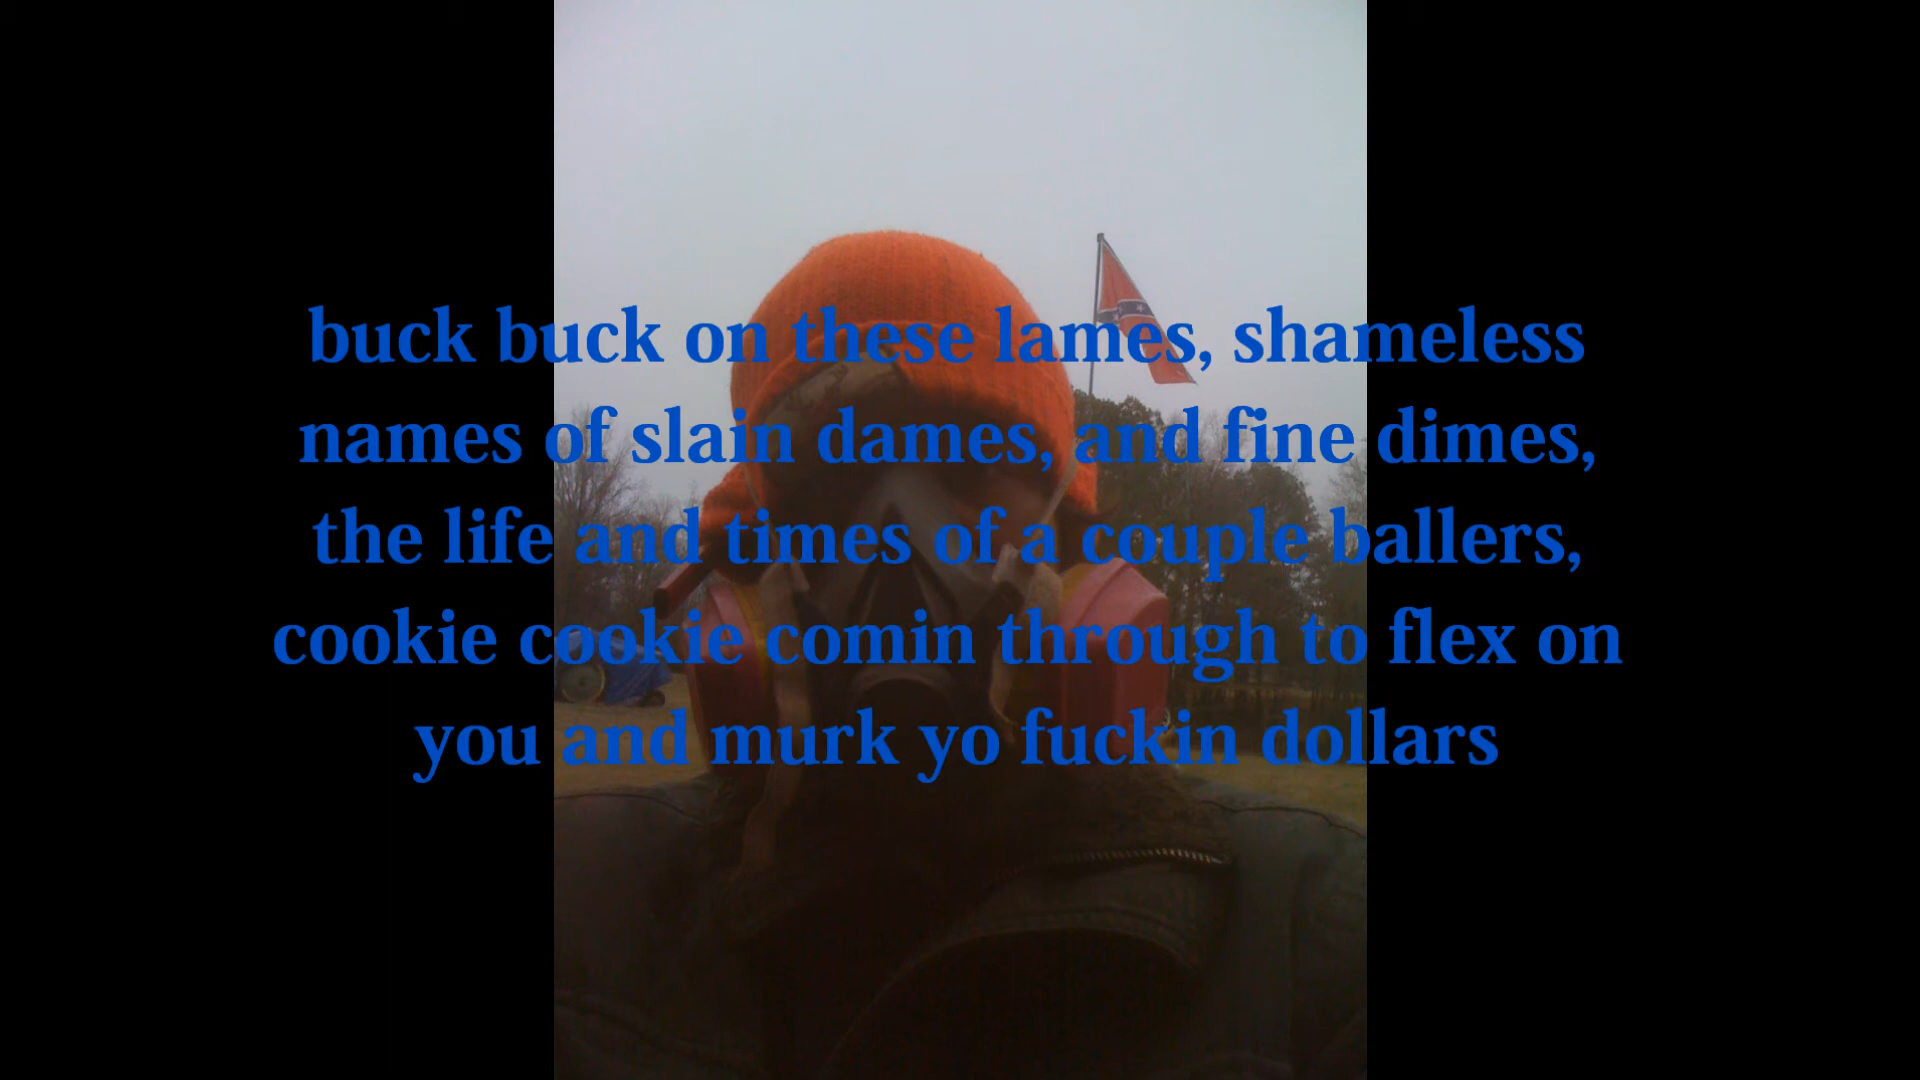 buck buck on these lames, shameless
names of slain dames, and fine dimes,
the life and times of a couple ballers,
cookie cookie comin through to flex on
you and murk yo fuckin dollars